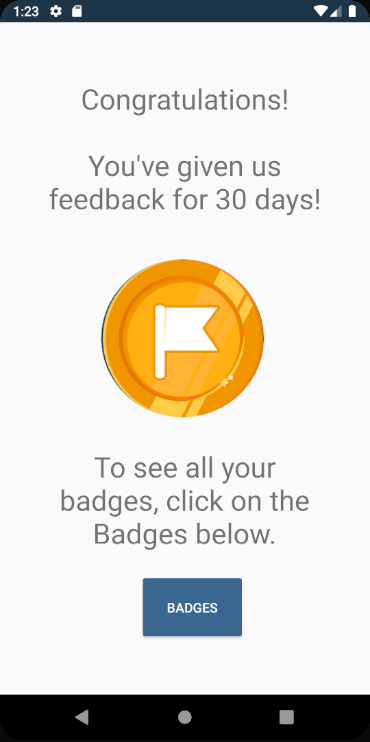 1:23
Congratulations!
You've given us
feedback for 30 days!
To see all your
badges, click on the
Badges below.
BADGES